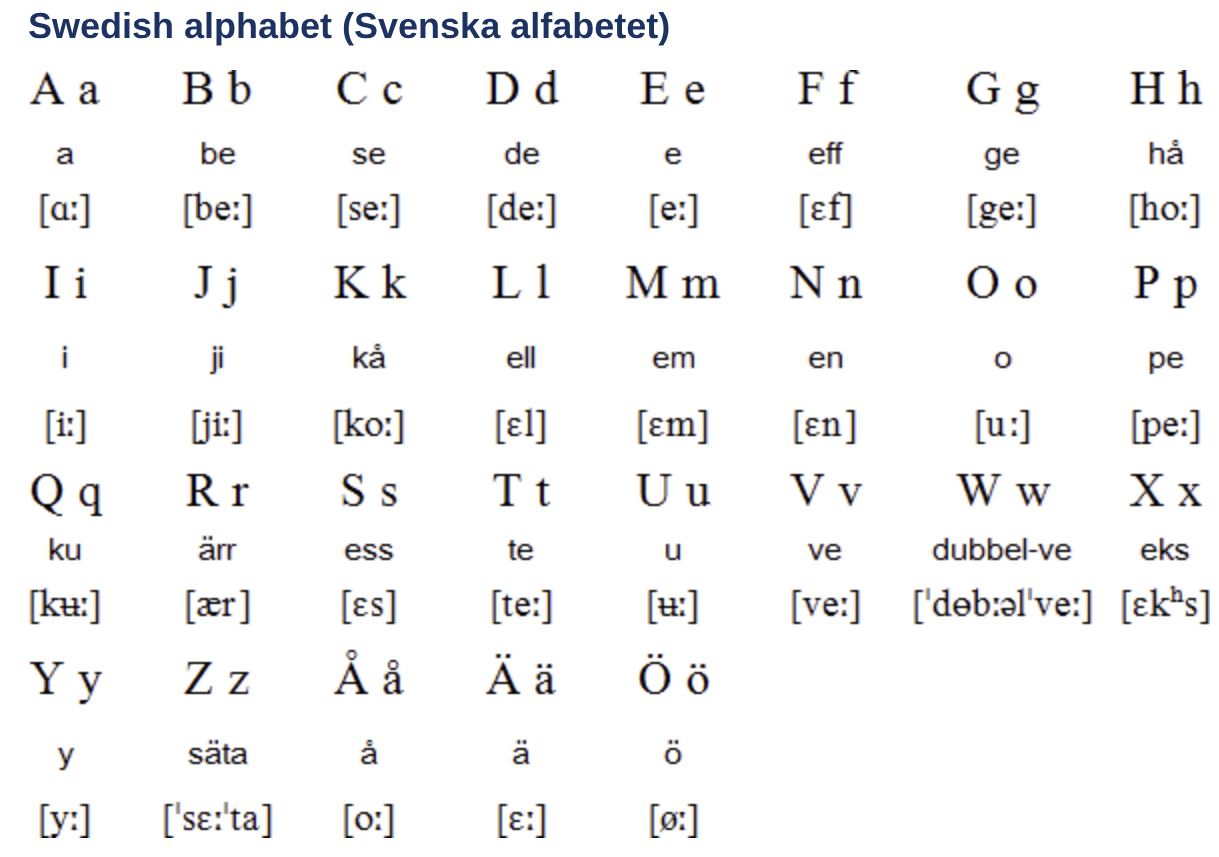 Swedish alphabet (Svenska alfabetet)
A a B b C c D d E e F f G g H h
a be se de e eff ge hå
[ɑː] [beː] [seː] [deː] [eː] [ɛf] [geː] [hoː]
I i J j K k L l M m N n O o P p
i ji kå ell em en o pe
[iː] [jiː] [koː] [ɛl] [ɛm] [ɛn] [uː] [peː]
Q q R r S s T t U u V v W w X x
ku ärr ess te u ve dubbel-ve eks
[kʉː] [ær] [ɛs] [teː] [ʉː] [veː] [ˈdɵbːəlˈveː] [ɛkʰs]
Y y Z z Å å Ä ä Ö ö
y säta å ä ö
[yː] [ˈsɛːˈta] [oː] [ɛː] [øː]